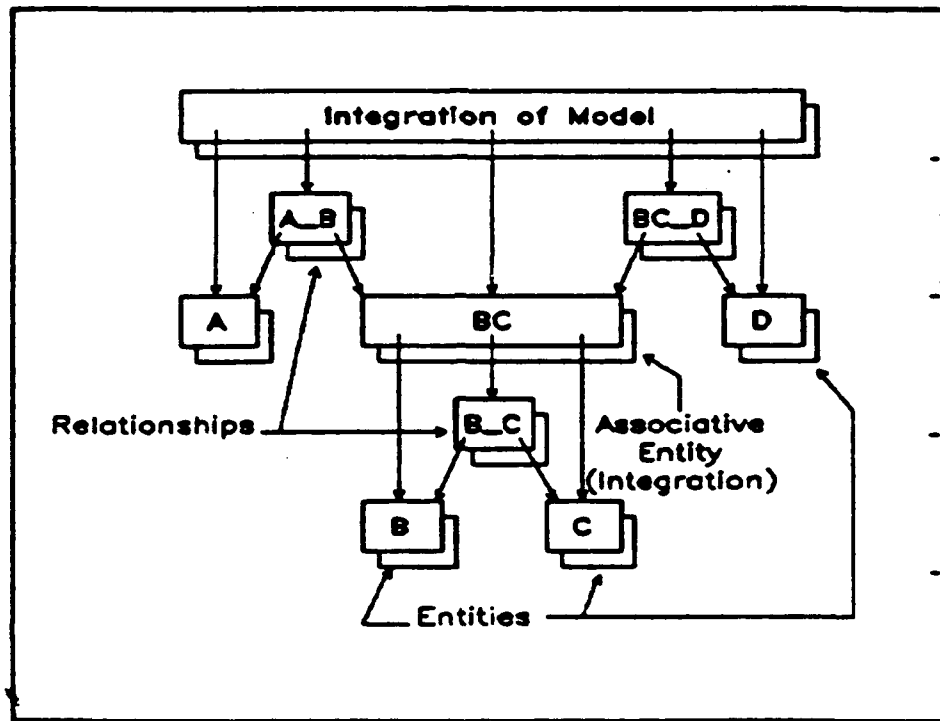 Integration of Model
A_B
BC_D
A
BC
D
Relationships
B_C
Associative
Entity
(Integration)
B
C
Entities